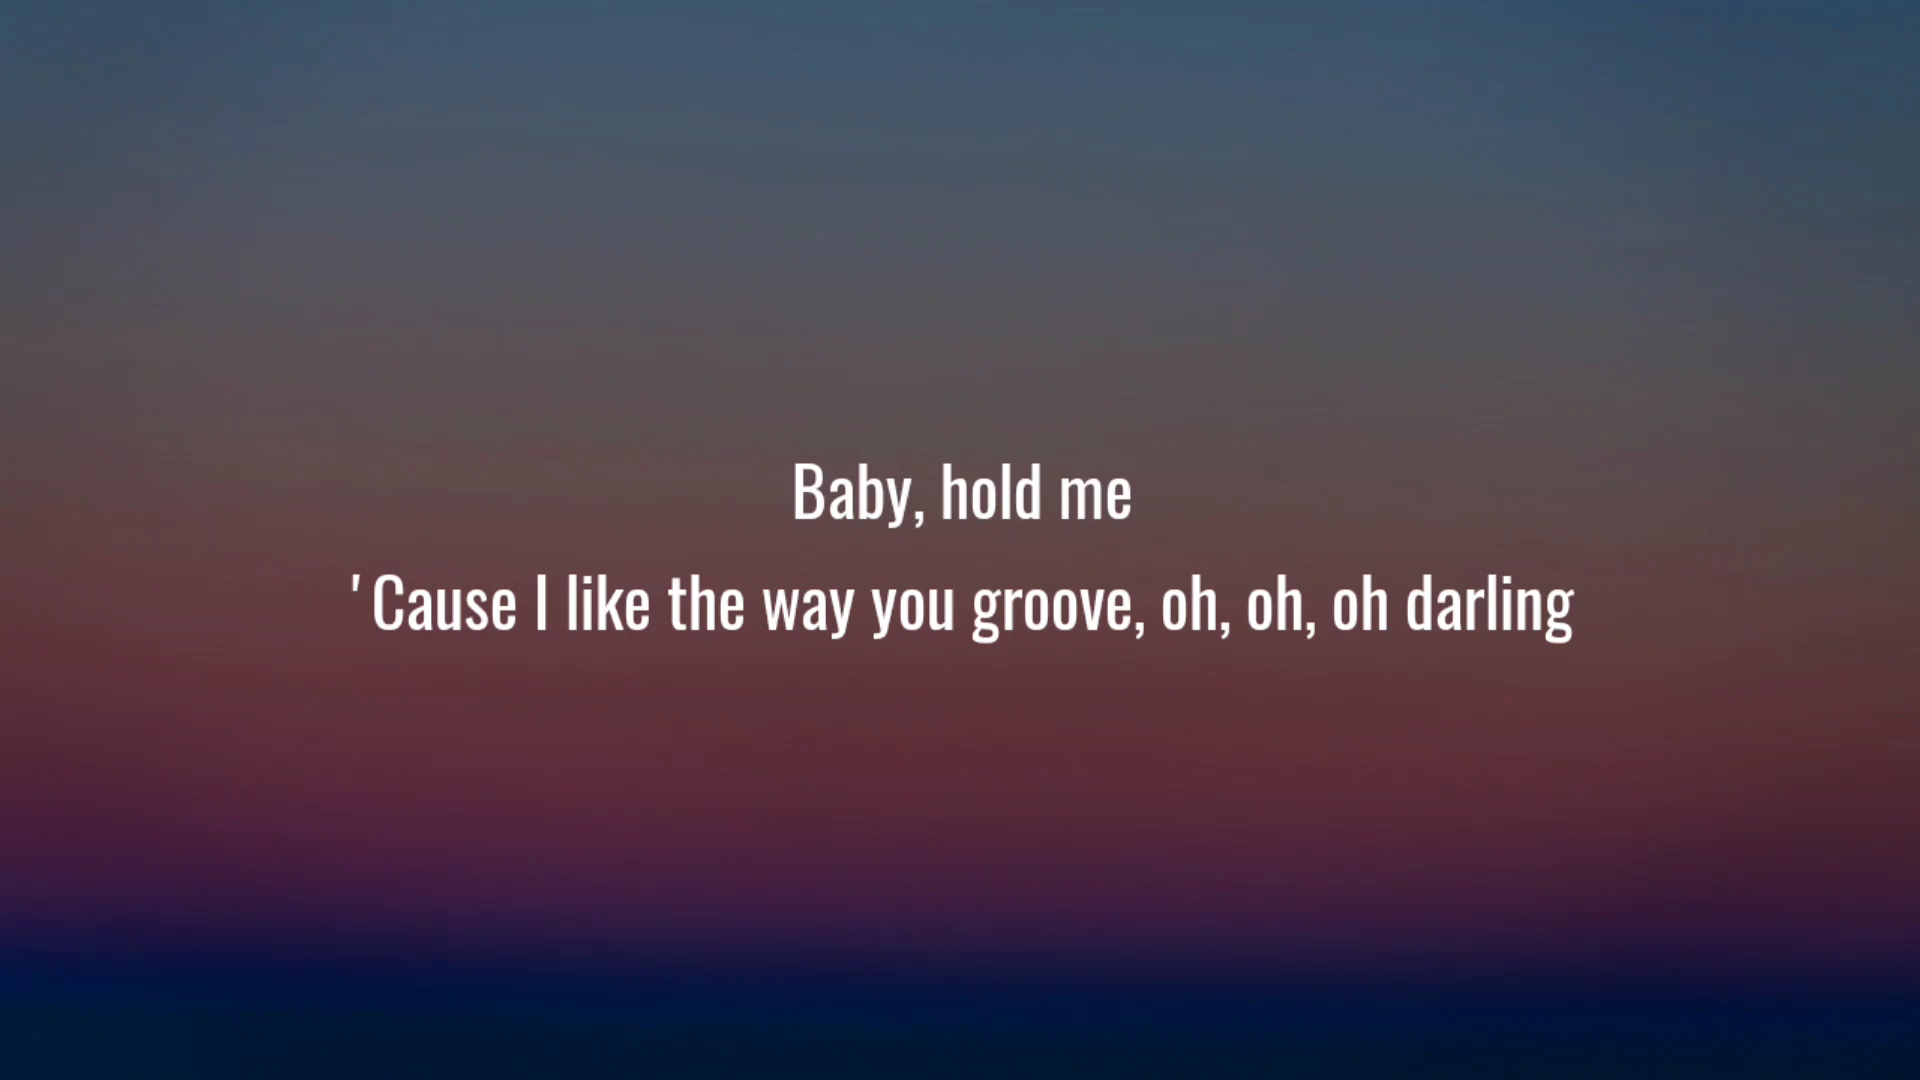 Baby, hold me
'Cause I like the way you groove, oh, oh, oh darling